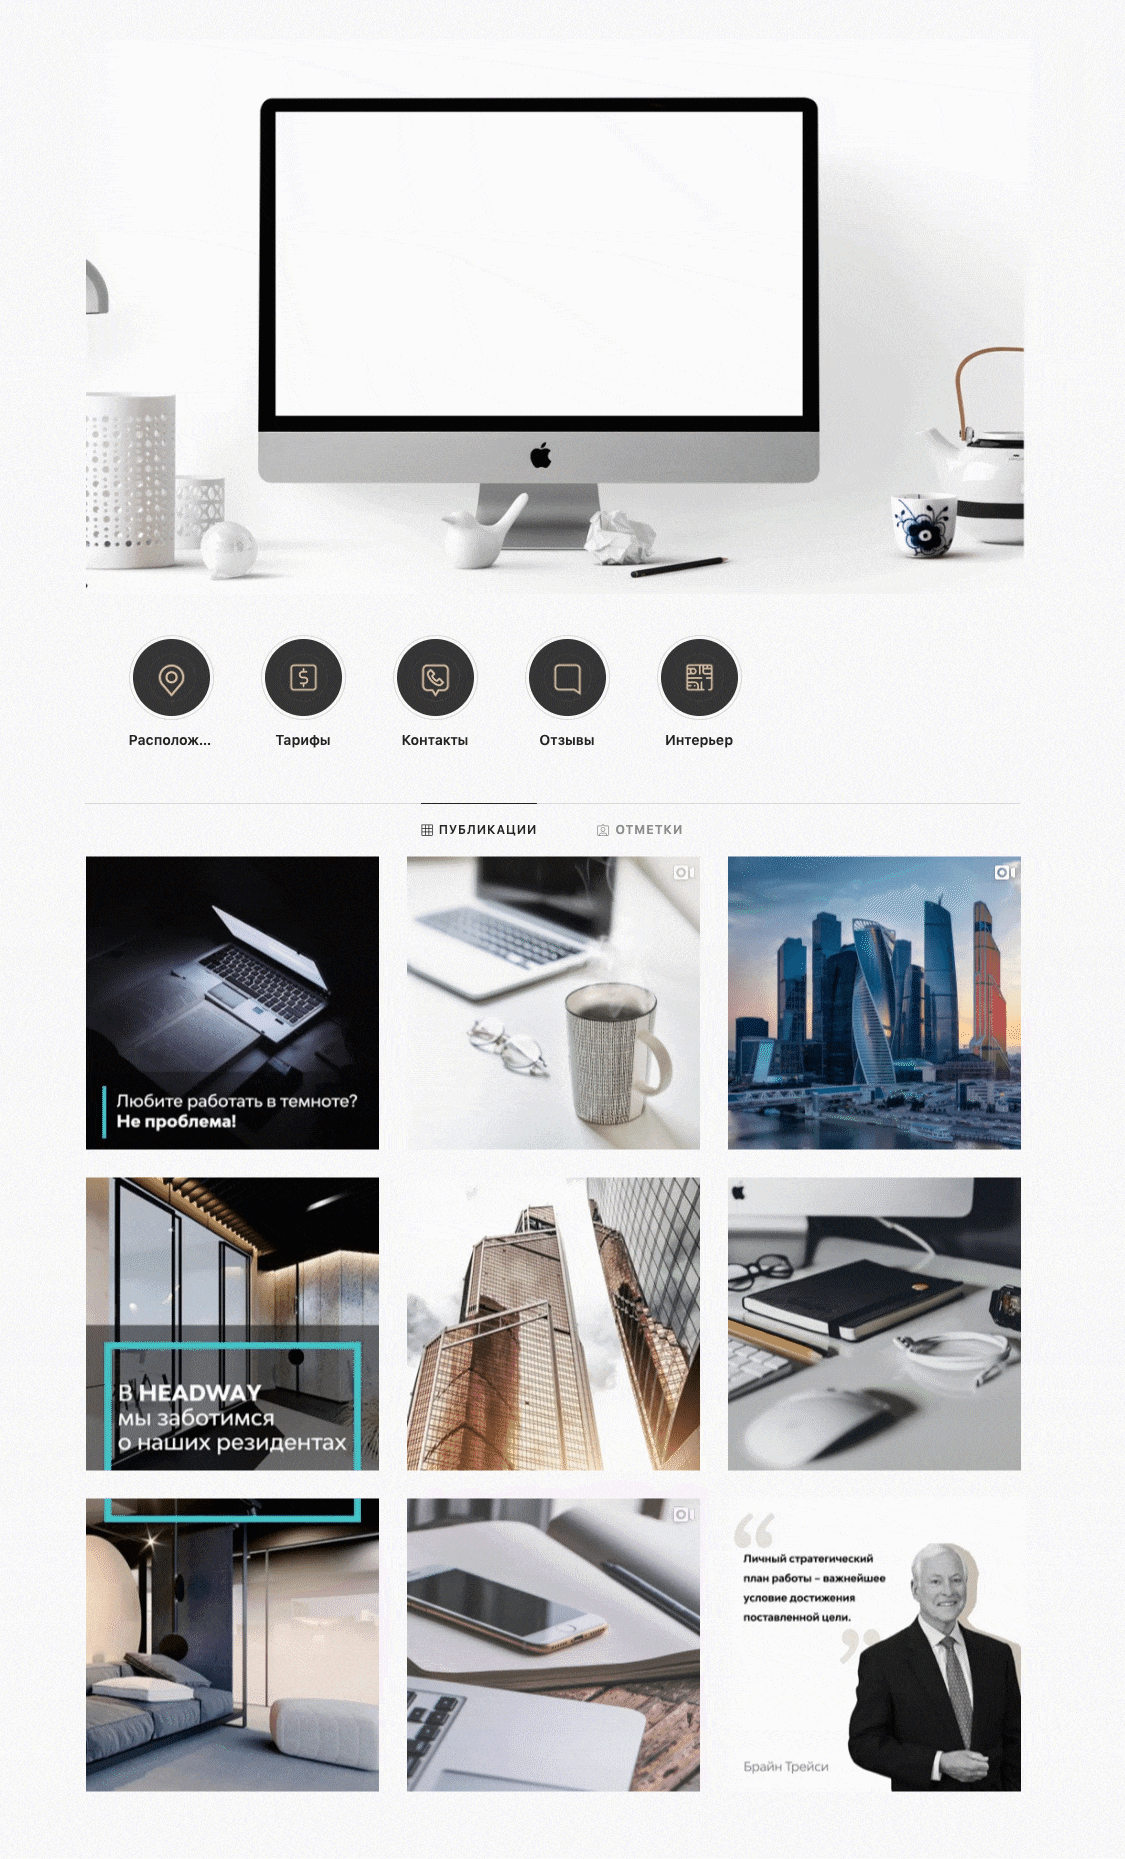 Располож...
Тарифы
Контакты
Отзывы
Интерьер
ПУБЛИКАЦИИ
ОТМЕТКИ
Любите работать в темноте?
Не проблема!
В HEADWAY
мы заботимся
о наших резидентах
“
Личный стратегический
план работы – важнейшее
условие достижения
поставленной цели.
”
Брайн Трейси